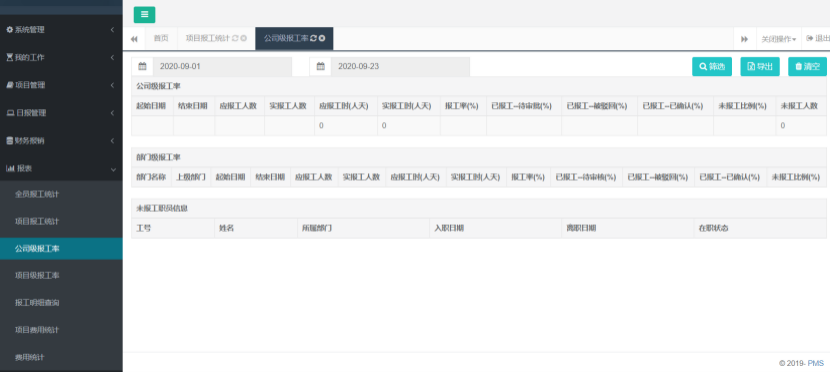 系统管理
我的工作
项目管理
日报管理
财务报销
报表
全员报工统计
项目报工统计
公司级报工率
项目级报工率
报工明细查询
项目费用统计
费用统计
首页 项目报工统计 公司级报工率 关闭操作 退出
2020-09-01 2020-09-23 筛选 导出 清空
公司级报工率
起始日期 结束日期 应报工人数 实报工人数 应报工时(人天) 实报工时(人天) 报工率(%) 已报工--待审批(%) 已报工--被驳回(%) 已报工--已确认(%) 未报工比例(%) 未报工人数
0 0 0
部门级报工率
部门名称 上级部门 起始日期 结束日期 应报工人数 实报工人数 应报工时(人天) 实报工时(人天) 报工率(%) 已报工--待审核(%) 已报工--被驳回(%) 已报工--已确认(%) 未报工比例(%)
未报工职员信息
工号 姓名 所属部门 入职日期 离职日期 在职状态
© 2019- PMS